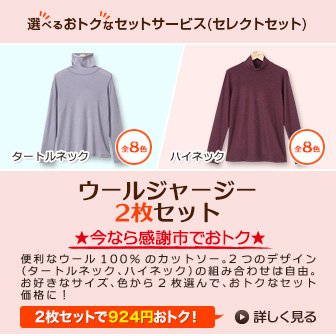 選べるおトクなセットサービス(セレクトセット)
全8色
タートルネック
全8色
ハイネック
ウールジャージー
2枚セット
★今なら感謝市でおトク★
便利なウール100%のカットソー。2つのデザイン
(タートルネック、ハイネック)の組み合わせは自由。
お好きなサイズ、色から2枚選んで、おトクなセット
価格に！
2枚セットで924円おトク！
詳しく見る